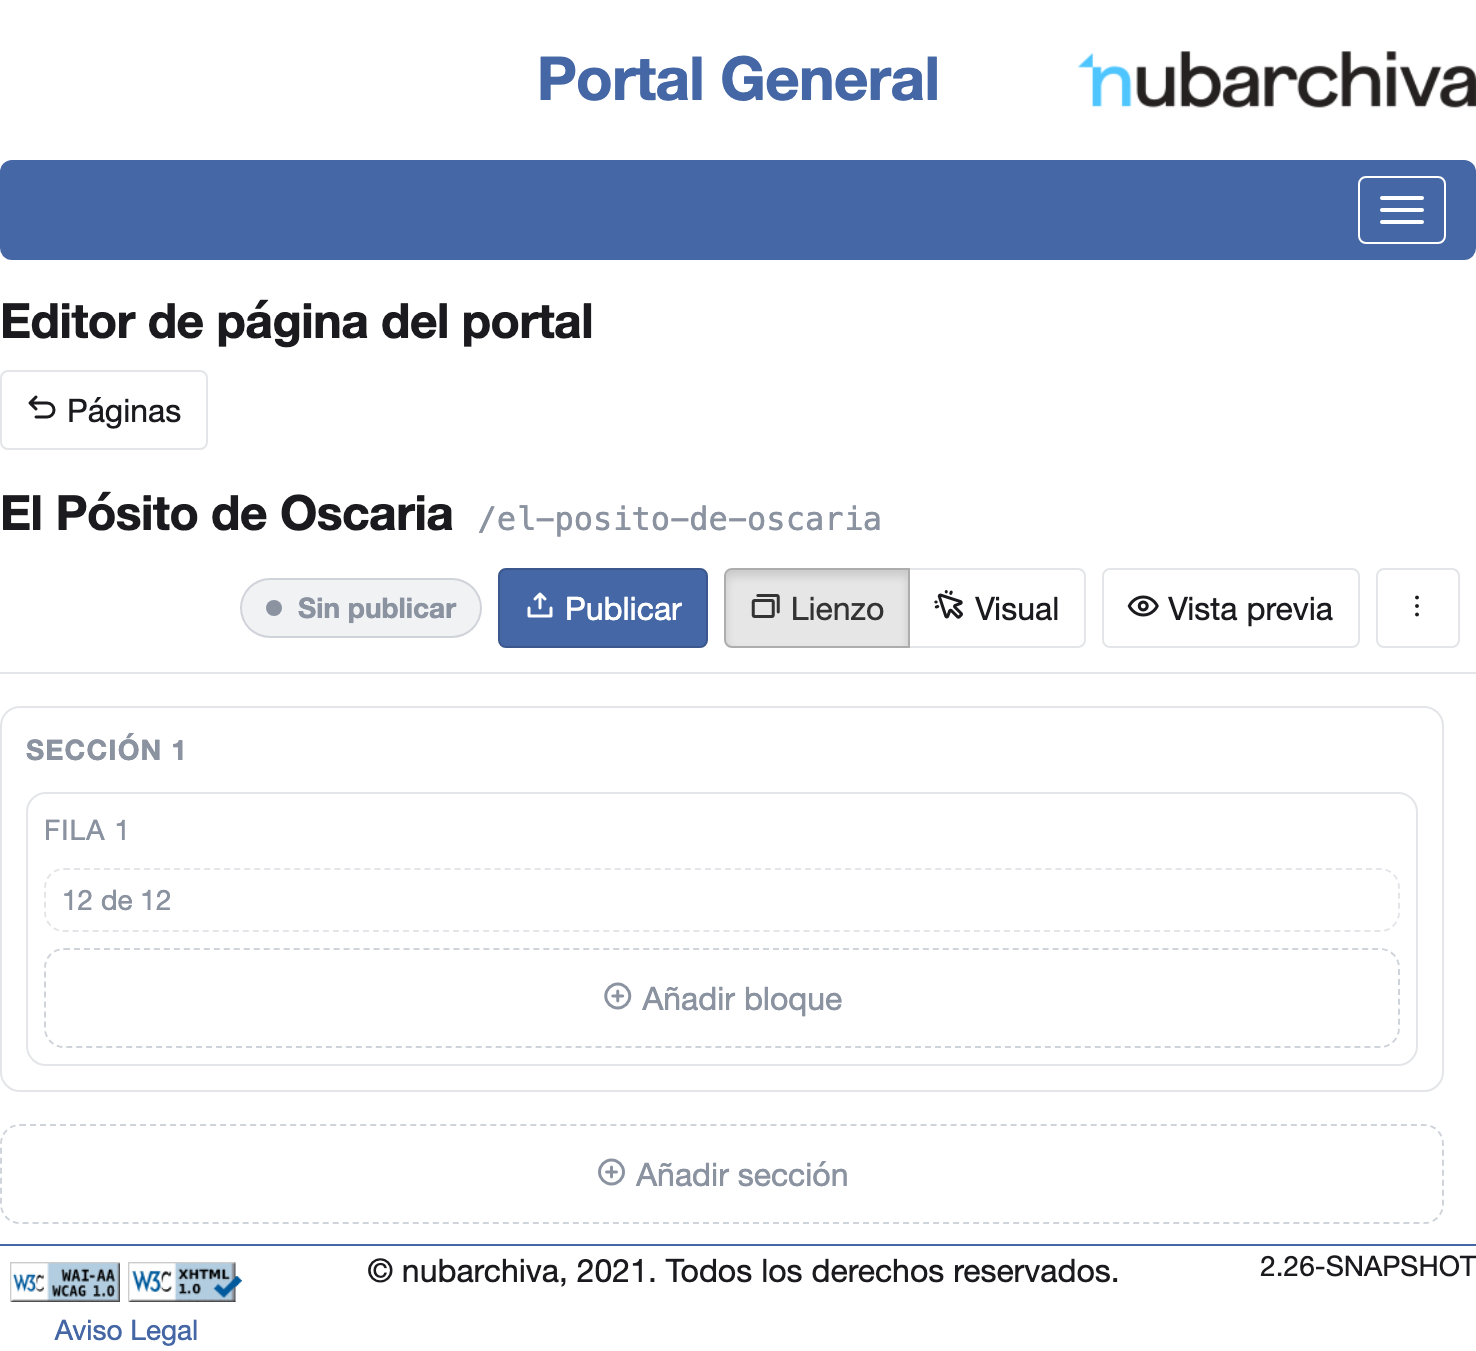 Portal General
nubarchiva
Editor de página del portal
Páginas
El Pósito de Oscaria /el-posito-de-oscaria
Sin publicar Publicar Lienzo Visual Vista previa
SECCIÓN 1
FILA 1
12 de 12
Añadir bloque
Añadir sección
W3C WAI-AA WCAG 1.0 W3C XHTML 1.0 © nubarchiva, 2021. Todos los derechos reservados. 2.26-SNAPSHOT
Aviso Legal